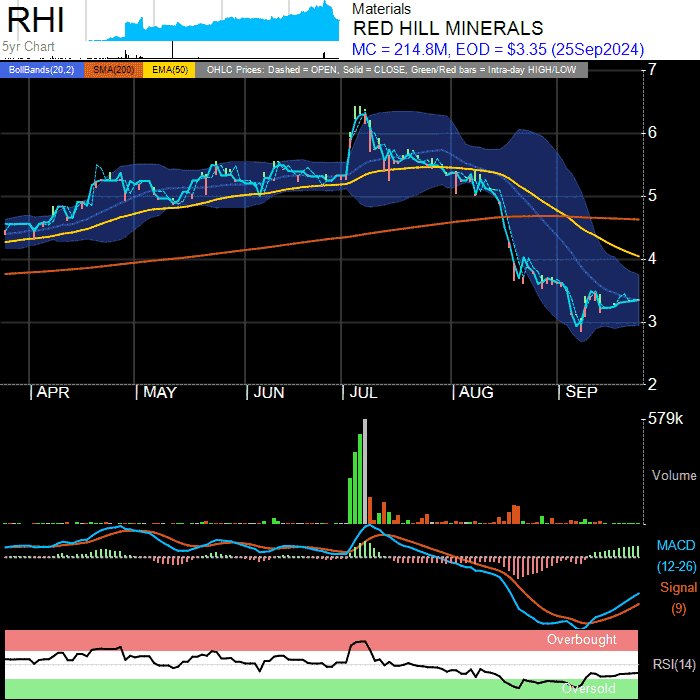 RHI
5yr Chart
Materials
RED HILL MINERALS
MC = 214.8M, EOD = $3.35 (25Sep2024)
BollBands(20,2) SMA(200) EMA(50) OHLC Prices: Dashed = OPEN, Solid = CLOSE, Green/Red bars = Intra-day HIGH/LOW
7
6
5
4
3
2
APR MAY JUN JUL AUG SEP
579k
Volume
MACD
(12-26)
Signal
(9)
Overbought
RSI(14)
Oversold